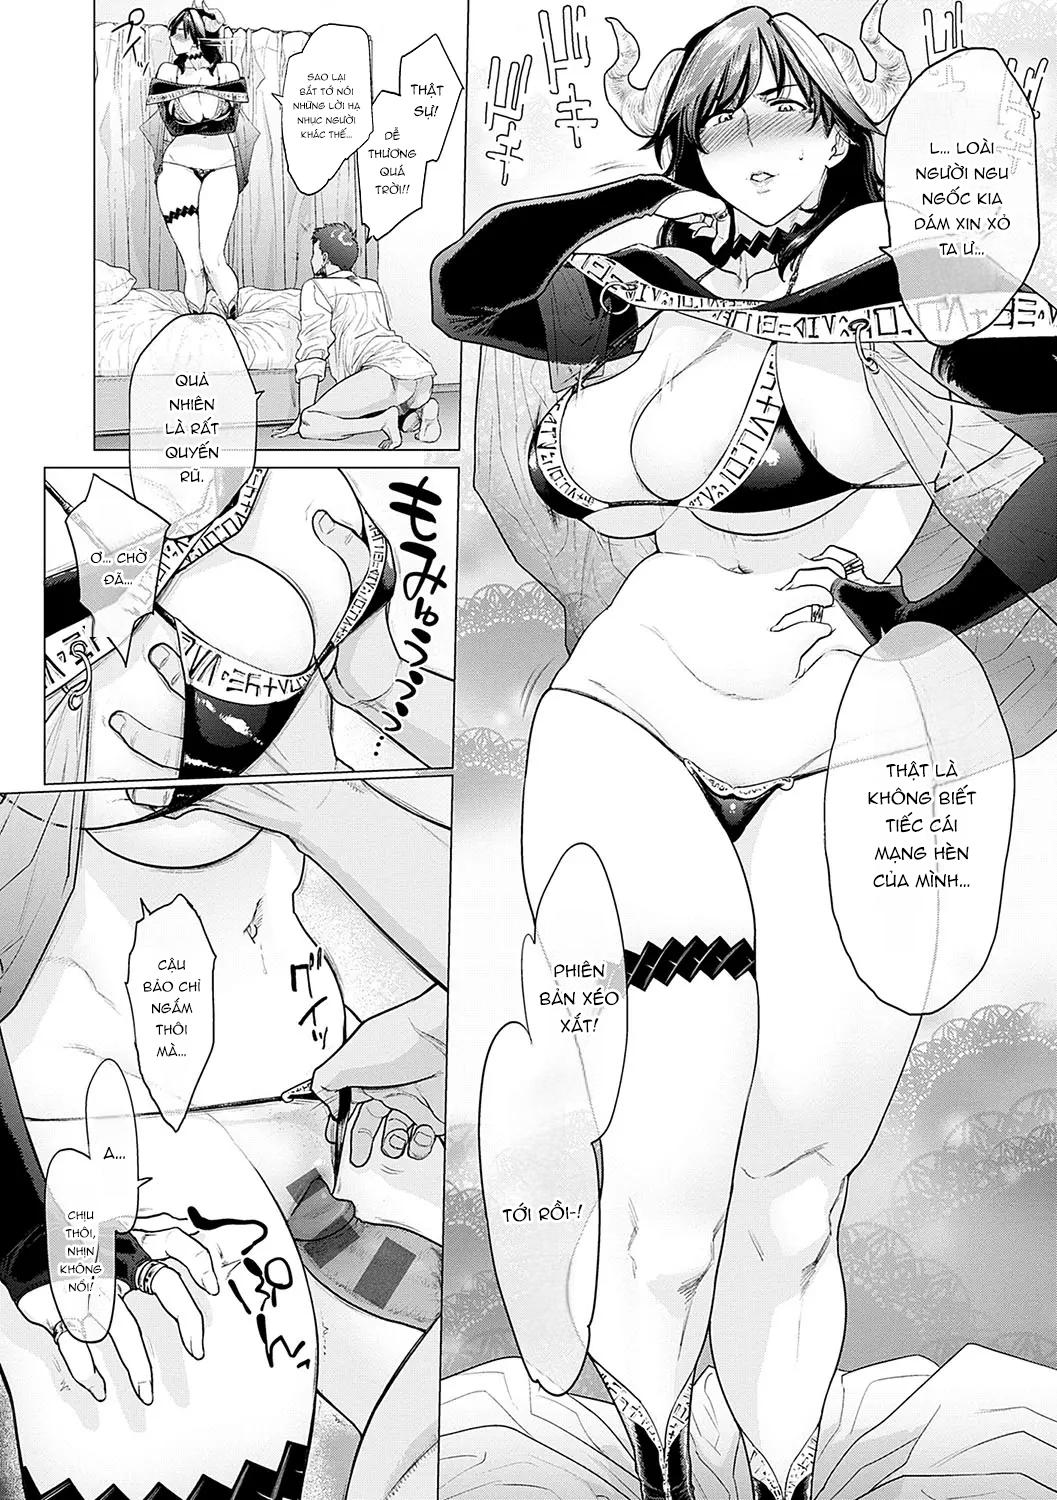 L... LOÀI
NGƯỜI NGU
NGỐC KIA
DÁM XIN XỎ
TA Ư...
THẬT LÀ
KHÔNG BIẾT
TIẾC CÁI
MẠNG HÈN
CỦA MÌNH...
PHIÊN
BẢN XÉO
XẮT!
TỚI RỒI-!
THẬT
SỰ!
DỄ
THƯƠNG
QUÁ
TRỜI!!
SAO LẠI
BẮT TỚ NÓI
NHỮNG LỜI HẠ
NHỤC NGƯỜI
KHÁC THẾ...
QUẢ
NHIÊN
LÀ RẤT
QUYẾN
RŨ.
Ơ... CHỜ
ĐÃ...
CẬU
BẢO CHỈ
NGẮM
THÔI
MÀ...
A...
CHỊU
THÔI,
NHỊN
KHÔNG
NỔI!